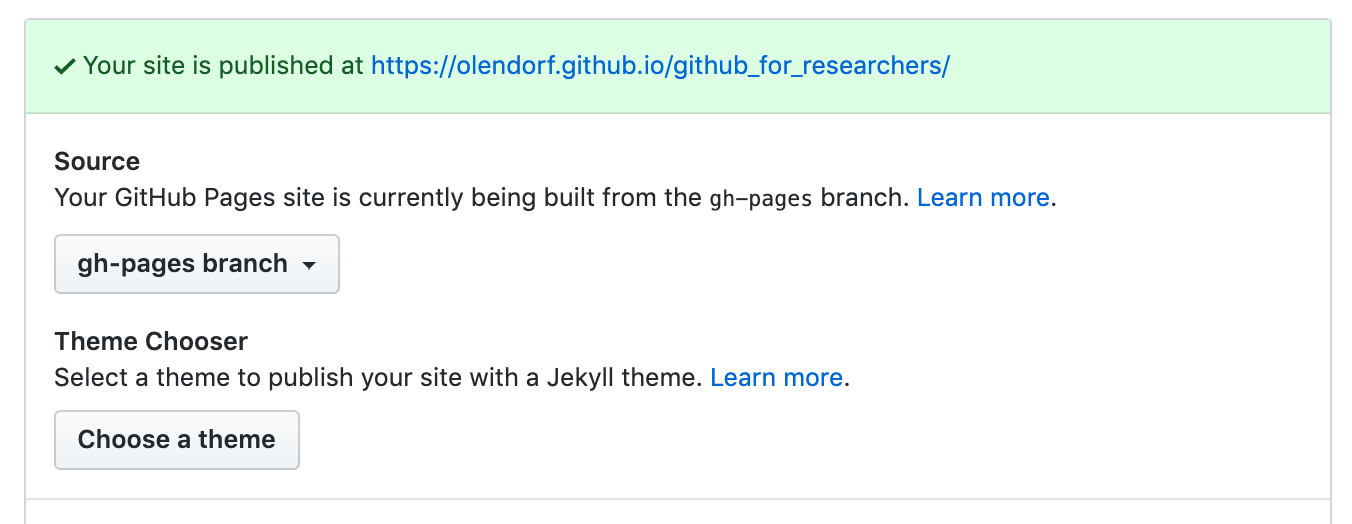 ✓ Your site is published at https://olendorf.github.io/github_for_researchers/
Source
Your GitHub Pages site is currently being built from the gh-pages branch. Learn more.
gh-pages branch
Theme Chooser
Select a theme to publish your site with a Jekyll theme. Learn more.
Choose a theme